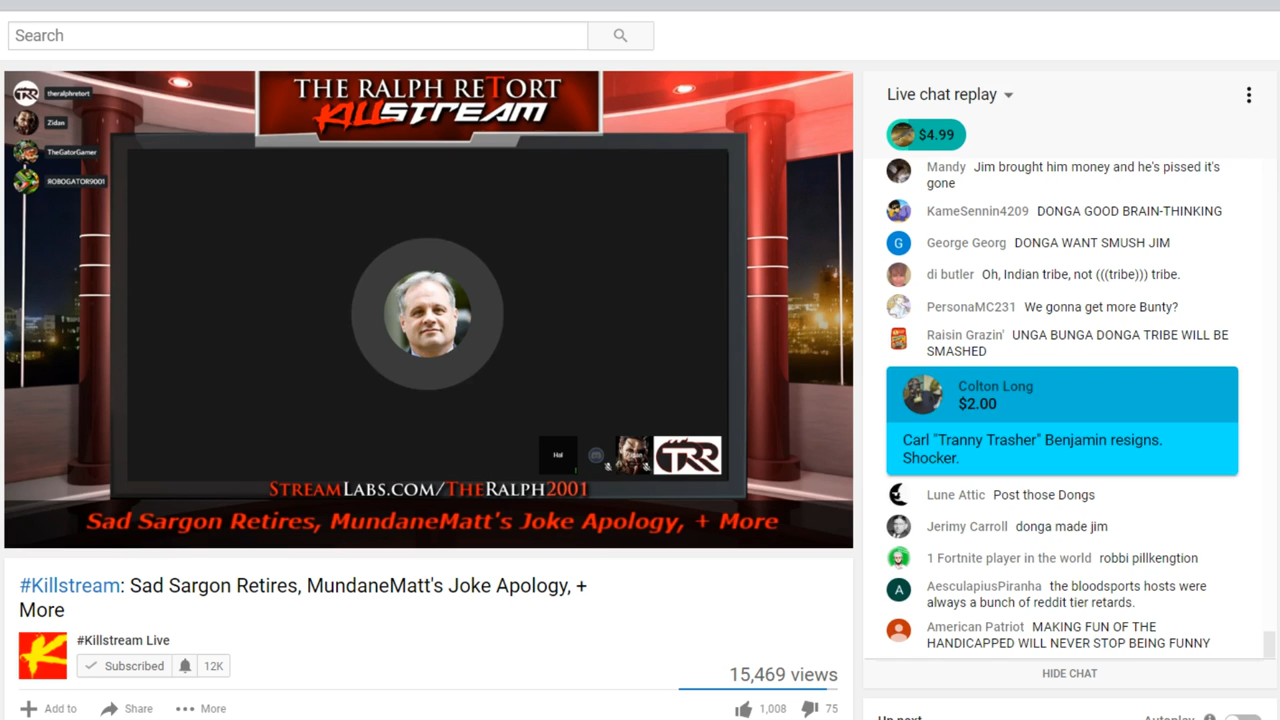 Search
theralphretort
Zidan
TheGatorGamer
ROBOGATOR9001
THE RALPH RETORT
KILLSTREAM
Hal
Zidan
TRR
STREAMLABS.COM/THERALPH2001
Sad Sargon Retires, MundaneMatt's Joke Apology, + More
#Killstream: Sad Sargon Retires, MundaneMatt's Joke Apology, +
More
#Killstream Live
Subscribed 12K
15,469 views
Add to Share More 1,008 75
Live chat replay
$4.99
Mandy Jim brought him money and he's pissed it's
gone
KameSennin4209 DONGA GOOD BRAIN-THINKING
G George Georg DONGA WANT SMUSH JIM
di butler Oh, Indian tribe, not (((tribe))) tribe.
PersonaMC231 We gonna get more Bunty?
Raisin Grazin' UNGA BUNGA DONGA TRIBE WILL BE
SMASHED
Colton Long
$2.00
Carl "Tranny Trasher" Benjamin resigns.
Shocker.
Lune Attic Post those Dongs
Jerimy Carroll donga made jim
1 Fortnite player in the world robbi pillkengtion
A AesculapiusPiranha the bloodsports hosts were
always a bunch of reddit tier retards.
American Patriot MAKING FUN OF THE
HANDICAPPED WILL NEVER STOP BEING FUNNY
HIDE CHAT
Up next Autoplay